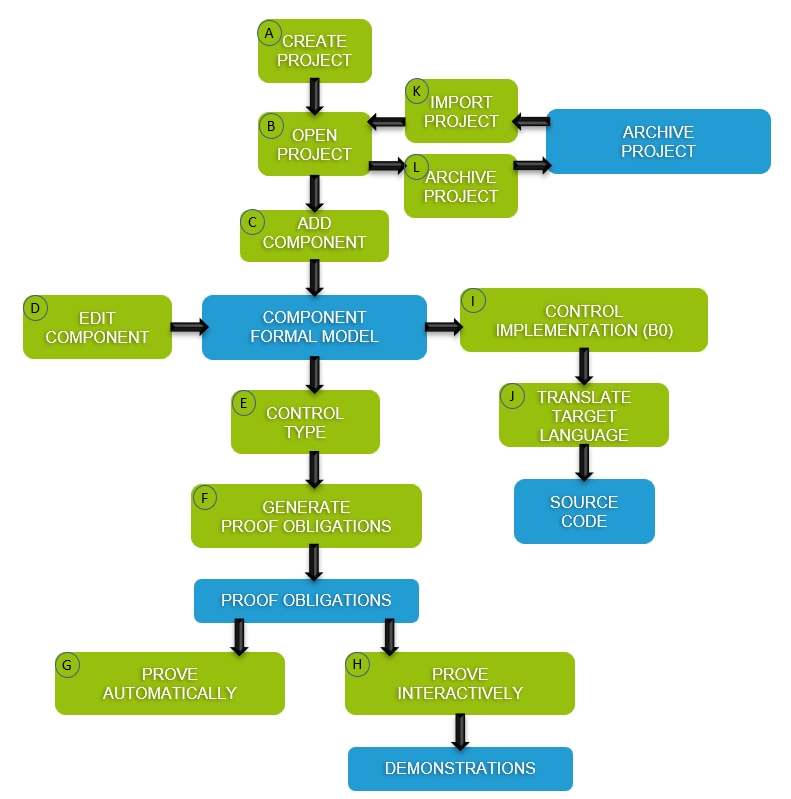 A
CREATE
PROJECT
K
IMPORT
PROJECT
ARCHIVE
PROJECT
B
OPEN
PROJECT
L
ARCHIVE
PROJECT
C
ADD
COMPONENT
D
EDIT
COMPONENT
COMPONENT
FORMAL MODEL
I
CONTROL
IMPLEMENTATION (B0)
E
CONTROL
TYPE
J
TRANSLATE
TARGET
LANGUAGE
F
GENERATE
PROOF OBLIGATIONS
SOURCE
CODE
PROOF OBLIGATIONS
G
PROVE
AUTOMATICALLY
H
PROVE
INTERACTIVELY
DEMONSTRATIONS